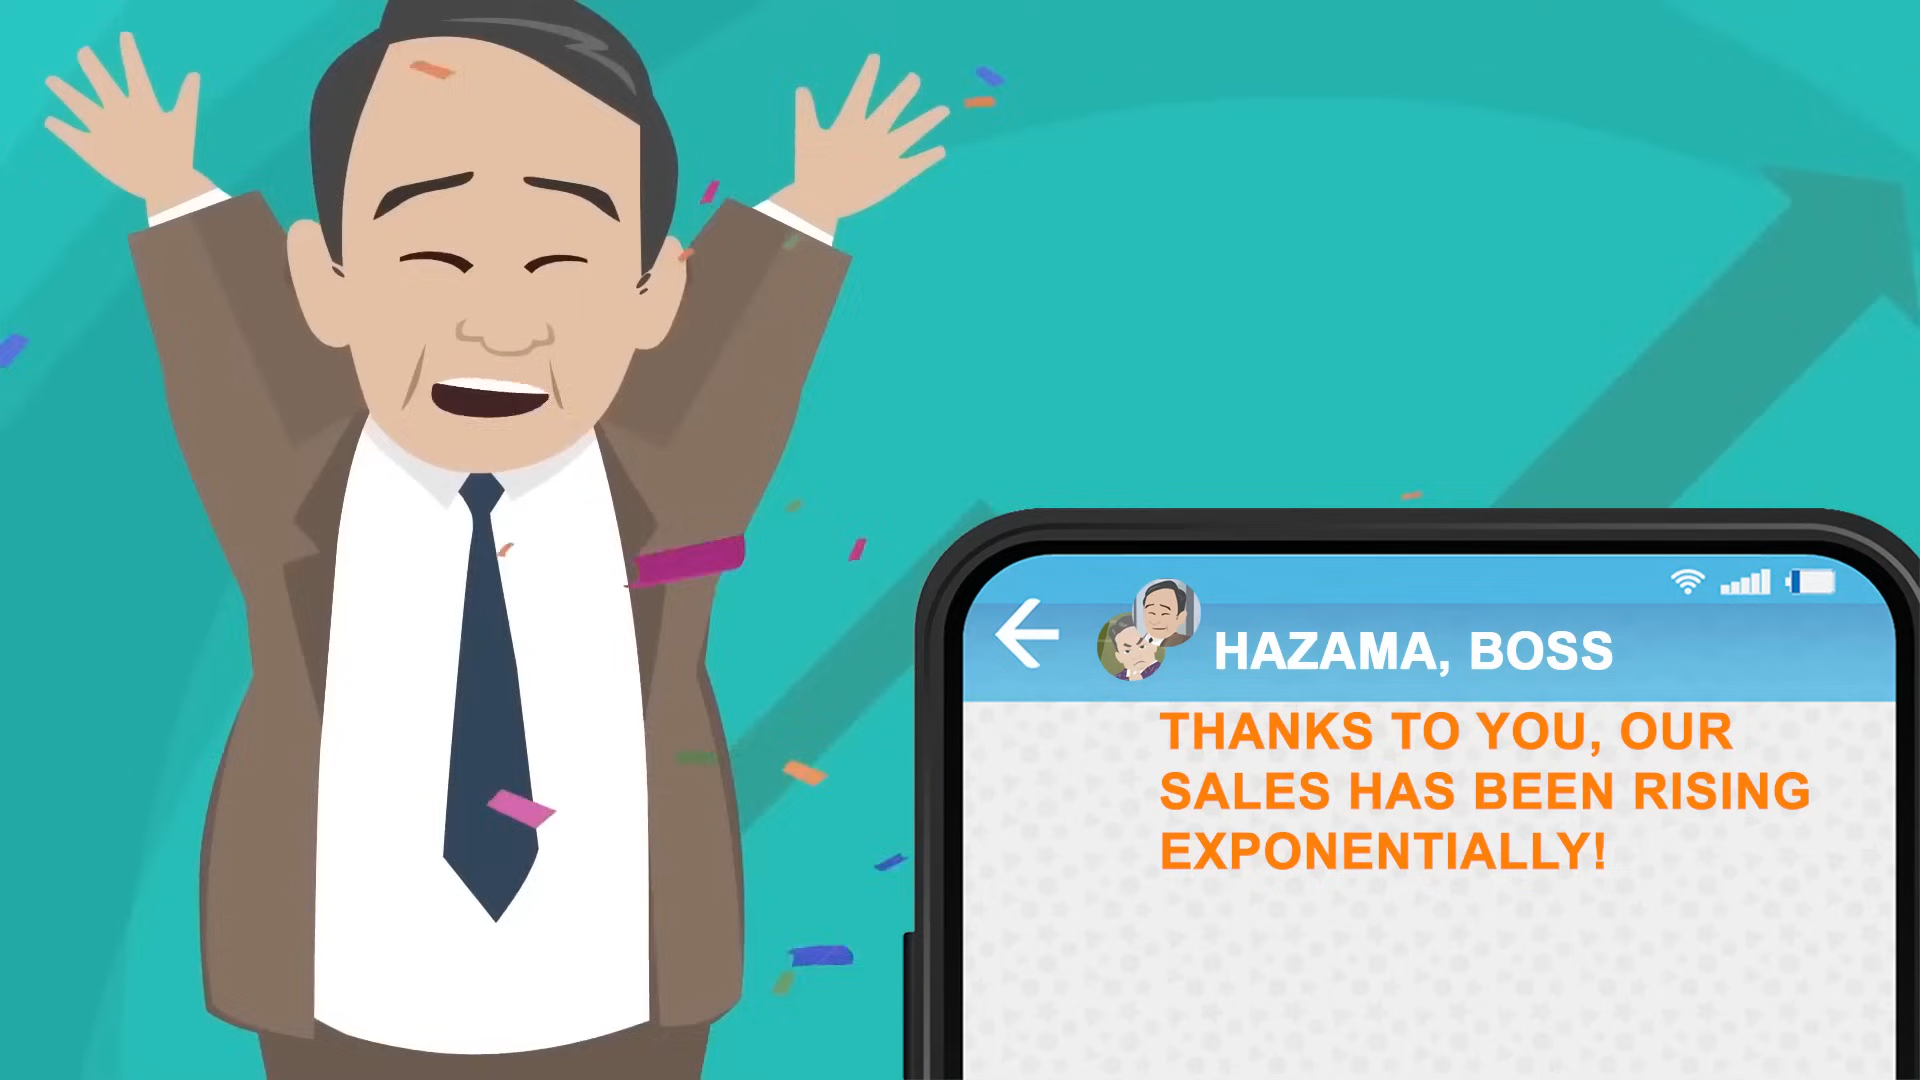 HAZAMA, BOSS
THANKS TO YOU, OUR
SALES HAS BEEN RISING
EXPONENTIALLY!